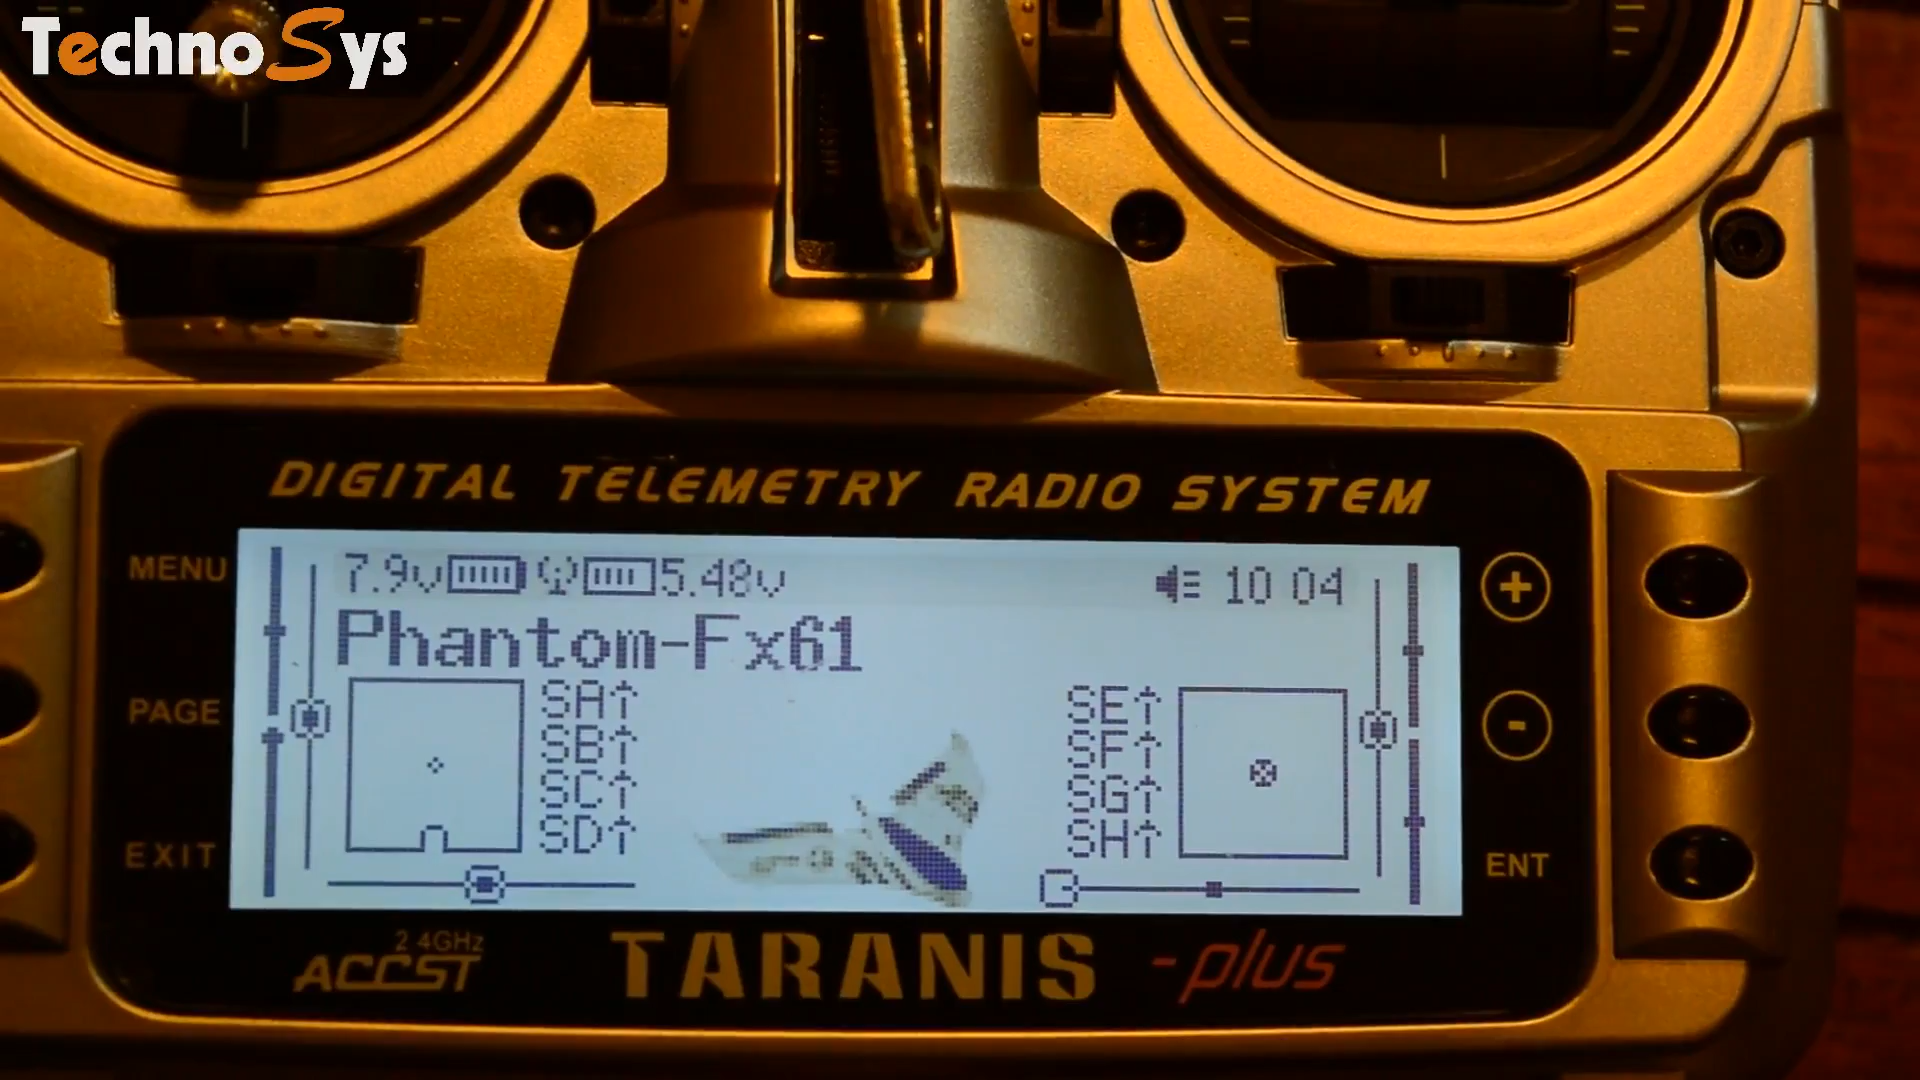 TechnoSys
DIGITAL TELEMETRY RADIO SYSTEM
MENU
PAGE
EXIT
7.9v 5.48v 10 04
Phantom-Fx61
SA↑
SB↑
SC↑
SD↑
SE↑
SF↑
SG↑
SH↑
+
-
ENT
2.4GHz
ACCST
TARANIS -plus